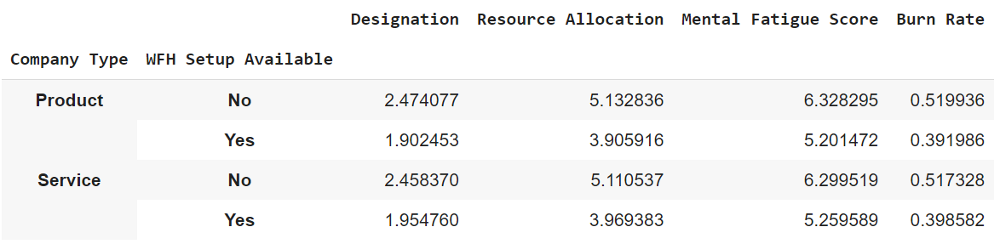 Designation Resource Allocation Mental Fatigue Score Burn Rate
Company Type WFH Setup Available
Product No 2.474077 5.132836 6.328295 0.519936
Yes 1.902453 3.905916 5.201472 0.391986
Service No 2.458370 5.110537 6.299519 0.517328
Yes 1.954760 3.969383 5.259589 0.398582